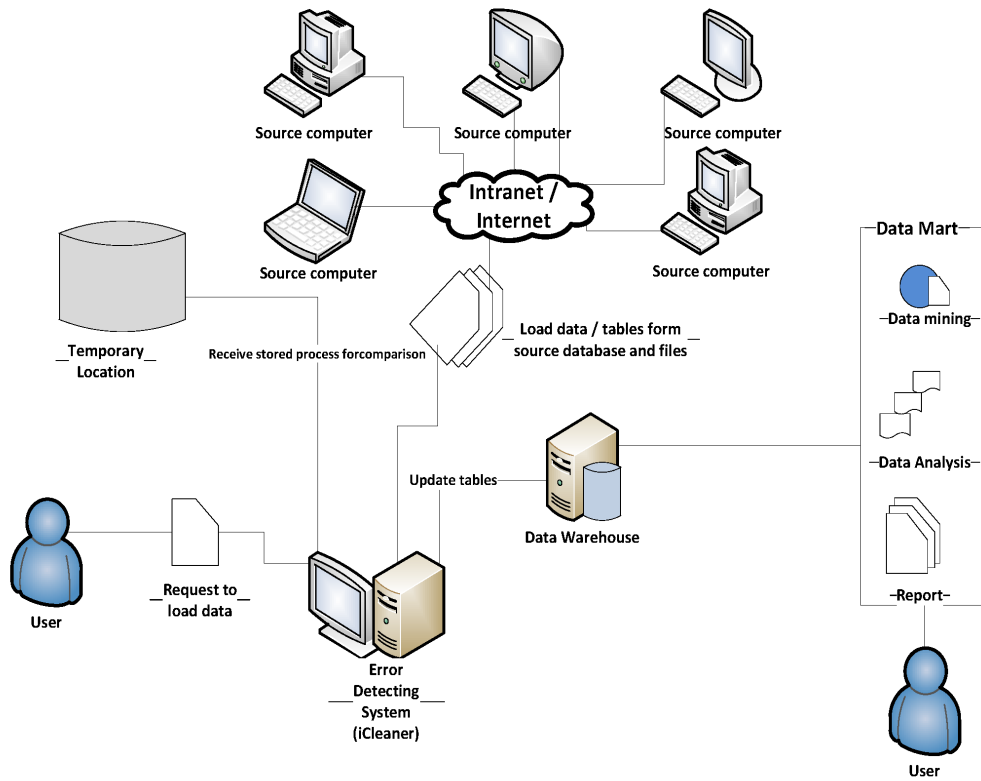 Source computer
Source computer
Source computer
Intranet /
Internet
Source computer
Source computer
Data Mart
Data mining
Temporary
Location
Receive stored process forcomparison
Load data / tables form
source database and files
Data Analysis
Update tables
Data Warehouse
Request to
load data
User
Report
Error
Detecting
System
(iCleaner)
User